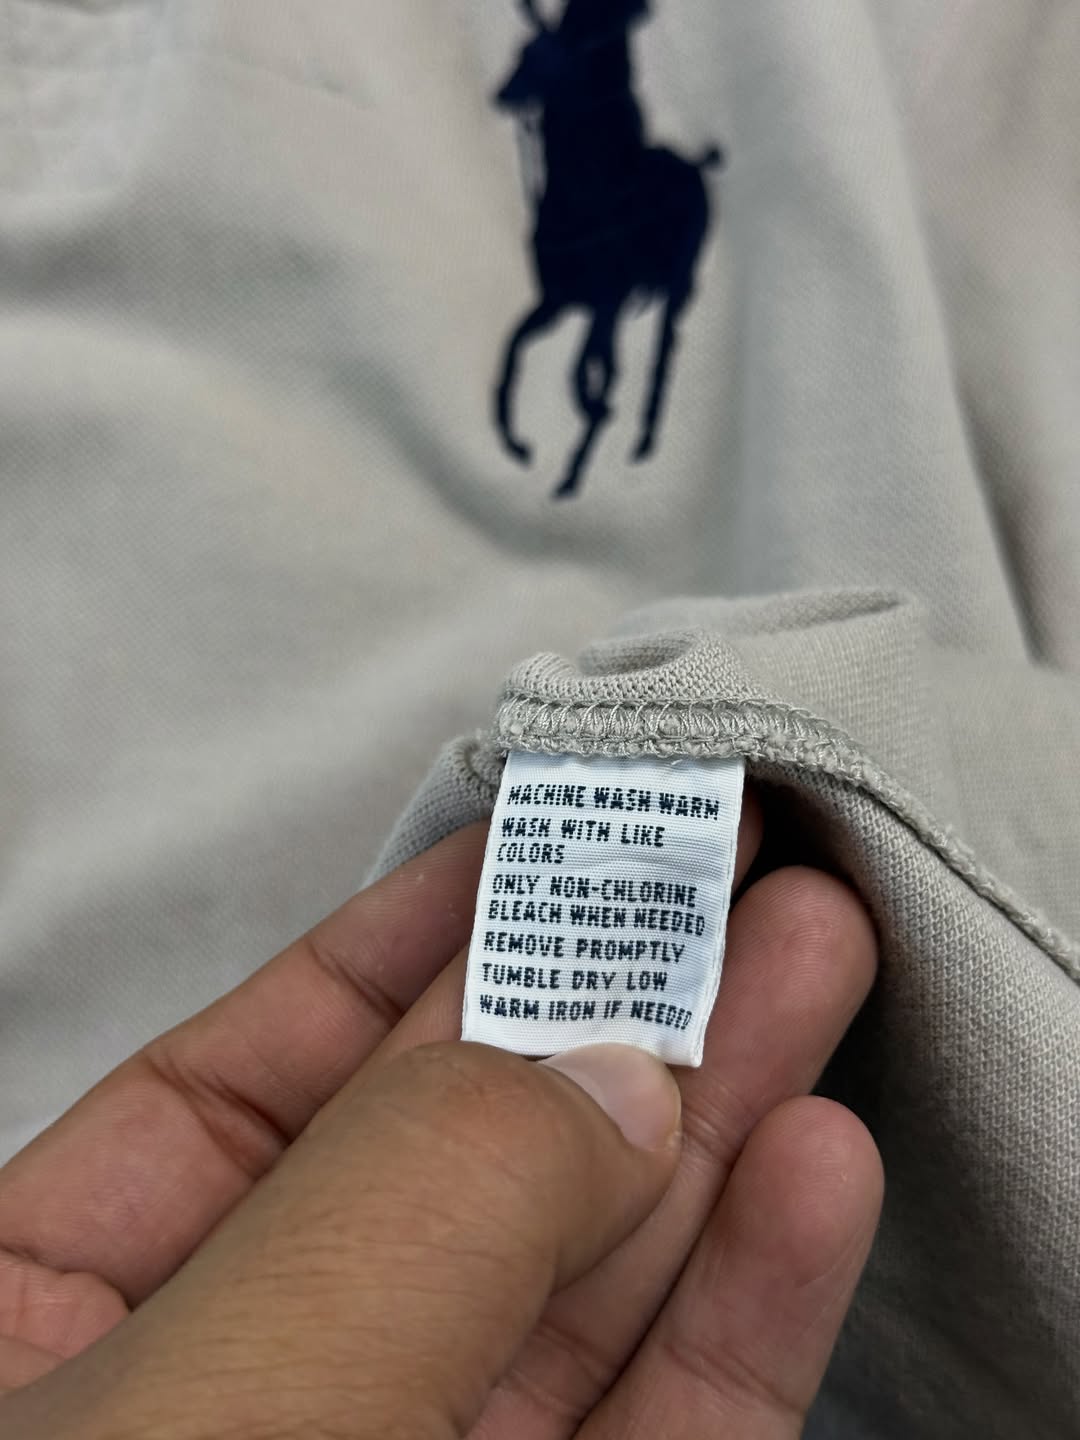 MACHINE WASH WARM
WASH WITH LIKE
COLORS
ONLY NON-CHLORINE
BLEACH WHEN NEEDED
REMOVE PROMPTLY
TUMBLE DRY LOW
WARM IRON IF NEEDED